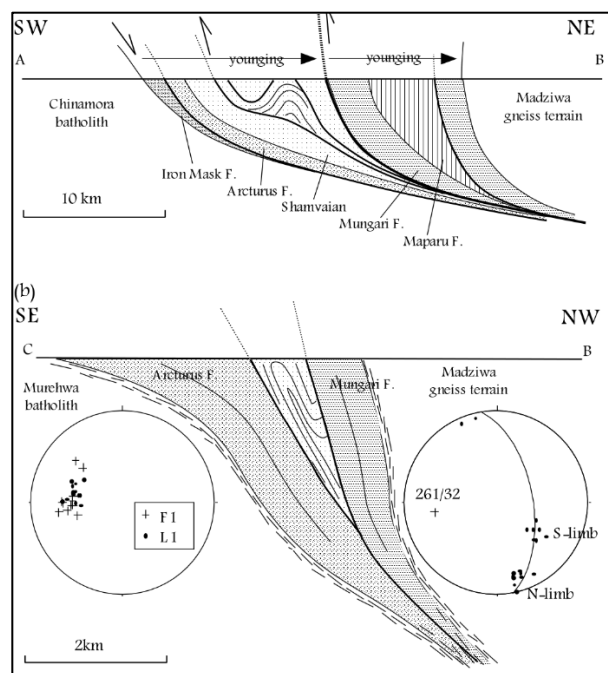 SW NE
A younging younging B
Chinamora batholith
Madziwa gneiss terrain
Iron Mask F.
Arcturus F.
Shamvaian
Mungari F.
Maparu F.
10 km
(b)
SE NW
C B
Arcturus F.
Mungari F.
Murehwa batholith
Madziwa gneiss terrain
261/32
+ F1
• L1
S-limb
N-limb
2km